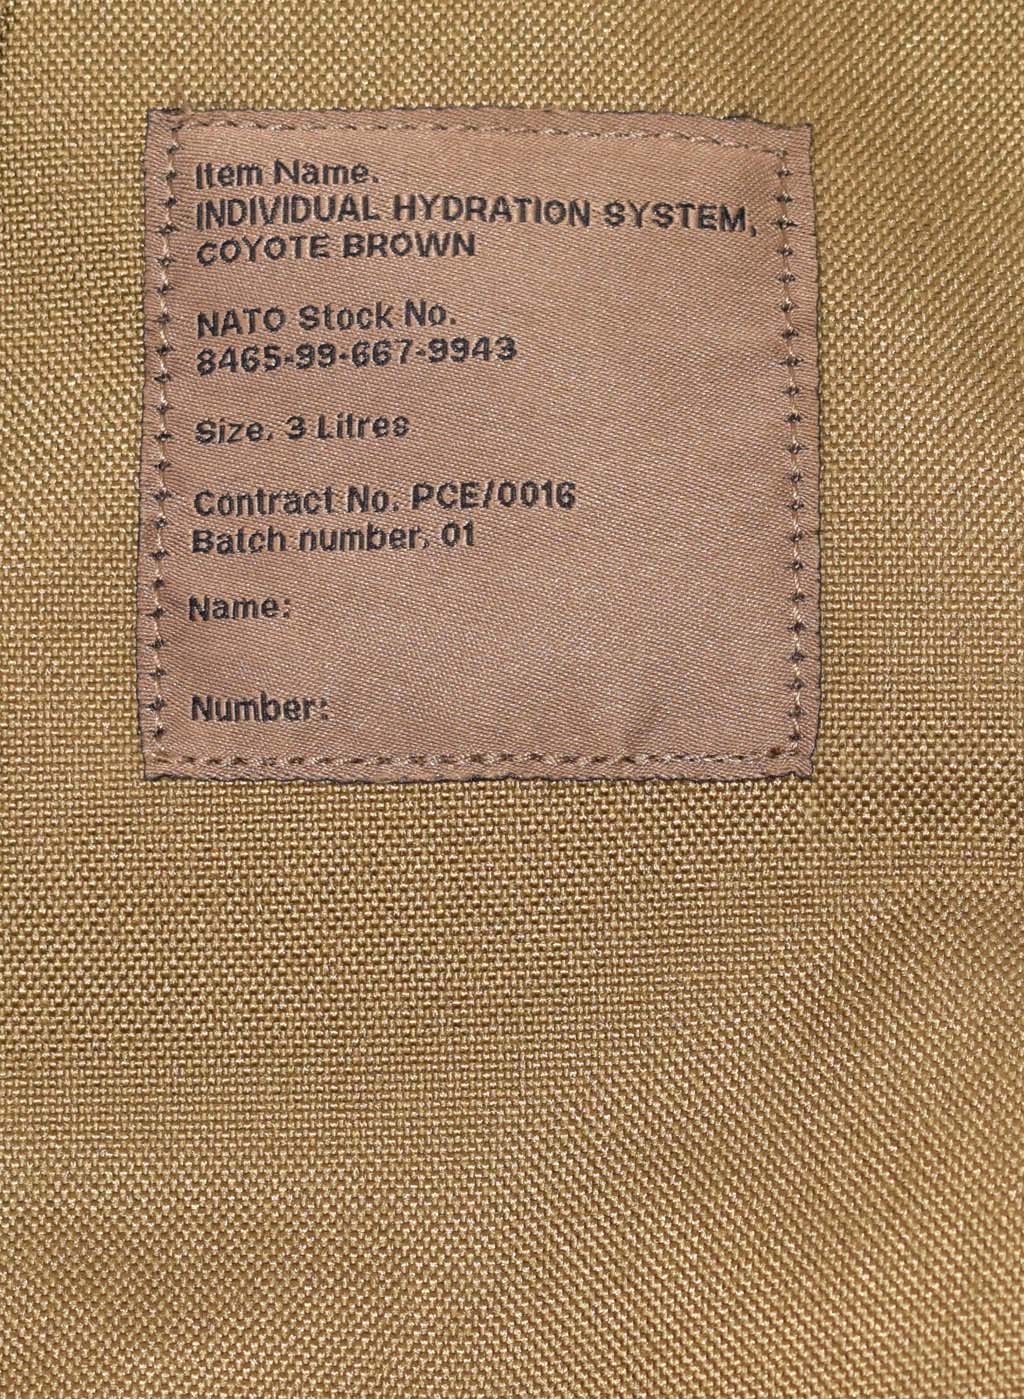 Item Name.
INDIVIDUAL HYDRATION SYSTEM,
COYOTE BROWN
NATO Stock No.
8465-99-667-9943
Size. 3 Litres
Contract No. PCE/0016
Batch number. 01
Name:
Number: